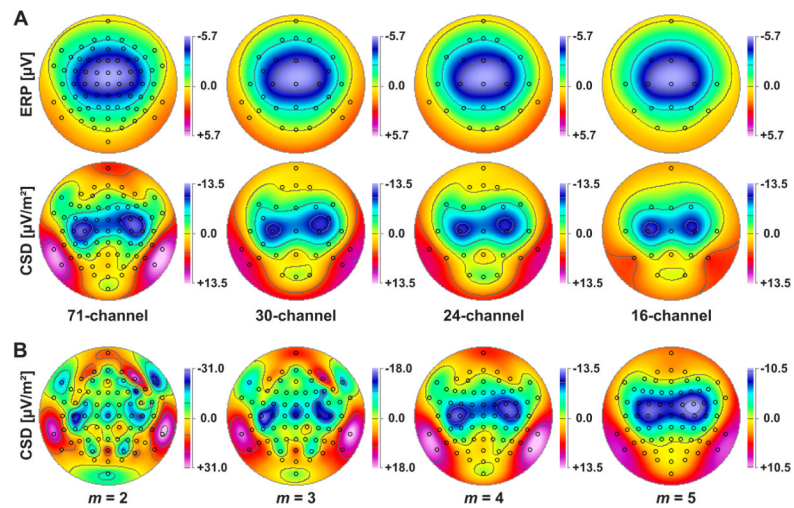 A
ERP [µV]
-5.7
0.0
+5.7
-5.7
0.0
+5.7
-5.7
0.0
+5.7
-5.7
0.0
+5.7
CSD [µV/m²]
-13.5
0.0
+13.5
-13.5
0.0
+13.5
-13.5
0.0
+13.5
-13.5
0.0
+13.5
71-channel
30-channel
24-channel
16-channel
B
CSD [µV/m²]
-31.0
0.0
+31.0
-18.0
0.0
+18.0
-13.5
0.0
+13.5
-10.5
0.0
+10.5
m = 2
m = 3
m = 4
m = 5